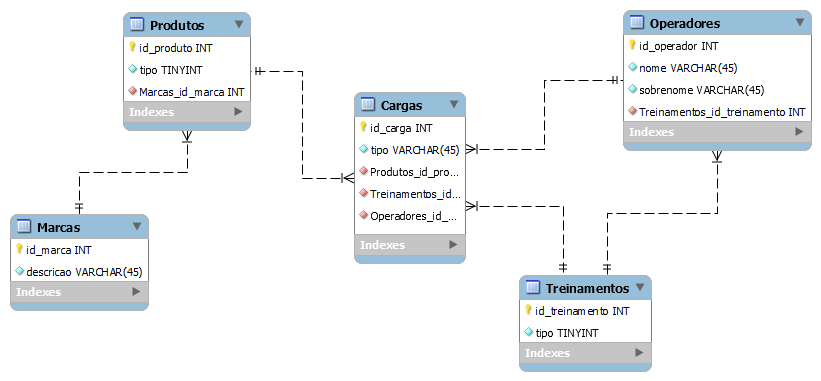 Produtos
id_produto INT
tipo TINYINT
Marcas_id_marca INT
Indexes
Operadores
id_operador INT
nome VARCHAR(45)
sobrenome VARCHAR(45)
Treinamentos_id_treinamento INT
Indexes
Cargas
id_carga INT
tipo VARCHAR(45)
Produtos_id_pro...
Treinamentos_id_...
Operadores_id_...
Indexes
Marcas
id_marca INT
descricao VARCHAR(45)
Indexes
Treinamentos
id_treinamento INT
tipo TINYINT
Indexes